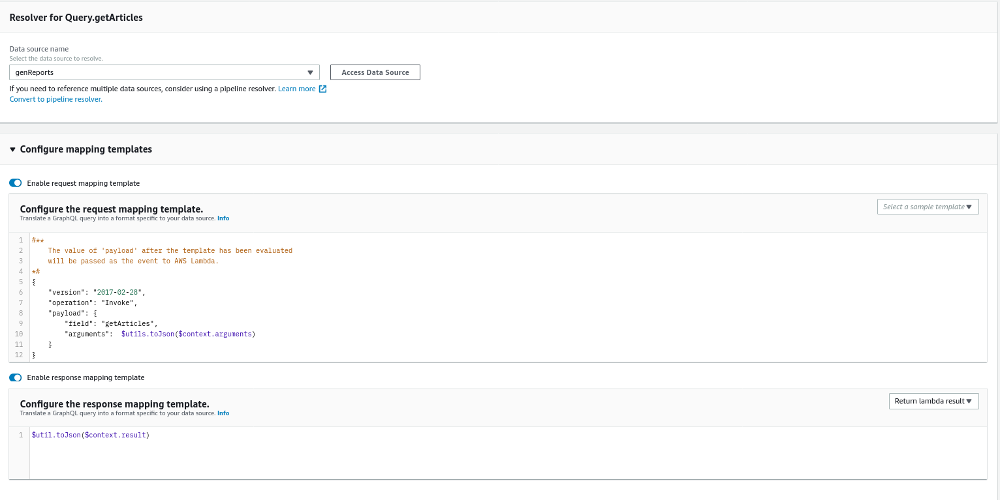 Resolver for Query.getArticles
Data source name
Select the data source to resolve.
genReports
Access Data Source
If you need to reference multiple data sources, consider using a pipeline resolver. Learn more
Convert to pipeline resolver.
Configure mapping templates
Enable request mapping template
Configure the request mapping template.
Translate a GraphQL query into a format specific to your data source. Info
Select a sample template
1 #**
2     The value of 'payload' after the template has been evaluated
3     will be passed as the event to AWS Lambda.
4 *#
5 {
6     "version": "2017-02-28",
7     "operation": "Invoke",
8     "payload": {
9         "field": "getArticles",
10         "arguments":  $utils.toJson($context.arguments)
11     }
12 }
Enable response mapping template
Configure the response mapping template.
Translate a GraphQL query into a format specific to your data source. Info
Return lambda result
1 $util.toJson($context.result)